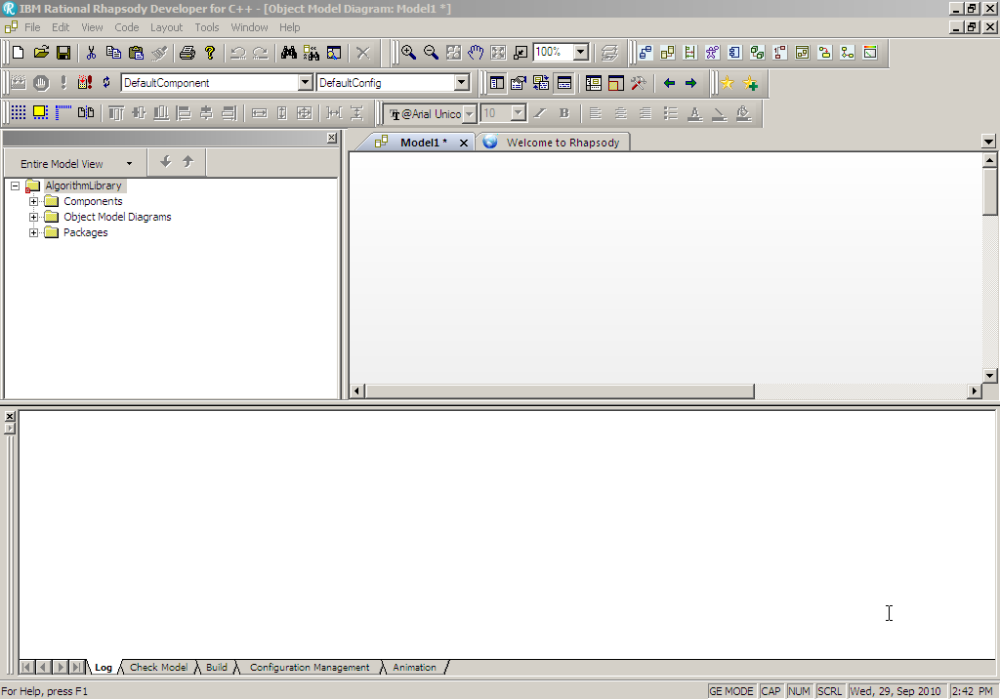 IBM Rational Rhapsody Developer for C++ - [Object Model Diagram: Model1 *]
File Edit View Code Layout Tools Window Help
100%
DefaultComponent DefaultConfig
@Arial Unico 10
Model1 * Welcome to Rhapsody
Entire Model View
AlgorithmLibrary
Components
Object Model Diagrams
Packages
Log Check Model Build Configuration Management Animation
For Help, press F1 GE MODE CAP NUM SCRL Wed, 29, Sep 2010 2:42 PM